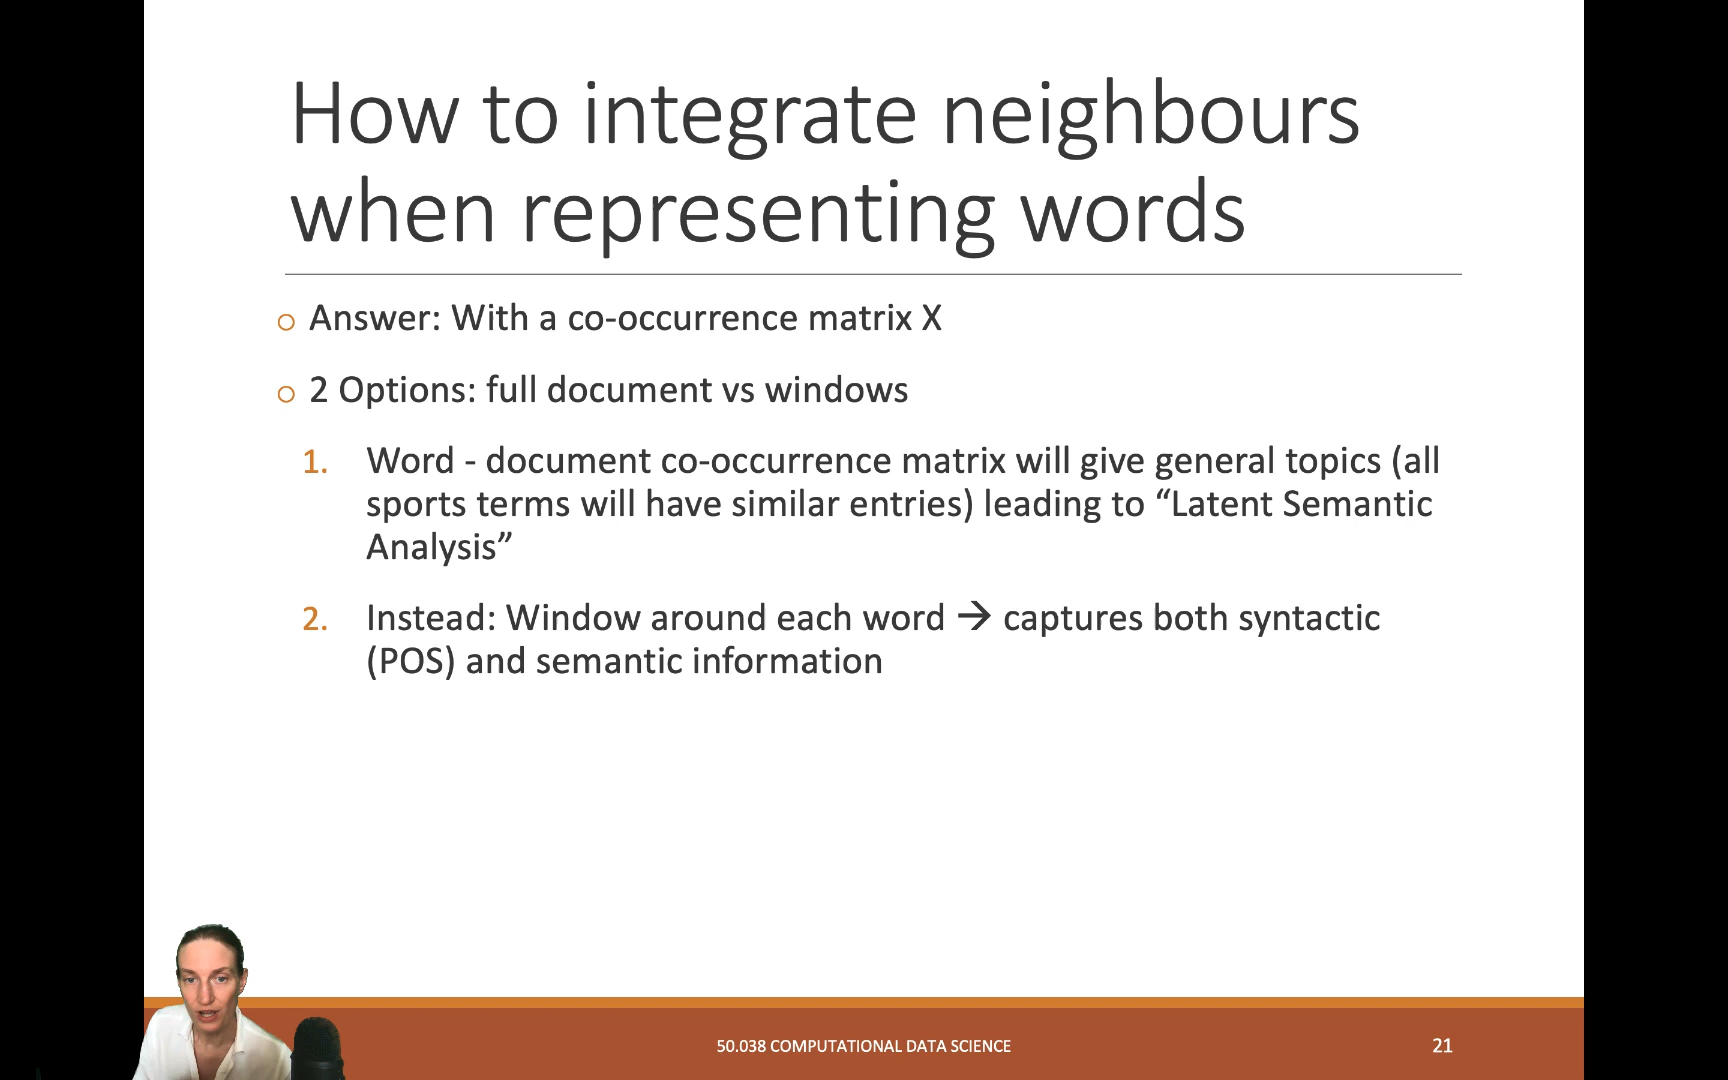 How to integrate neighbours
when representing words
o Answer: With a co-occurrence matrix X
o 2 Options: full document vs windows
1. Word - document co-occurrence matrix will give general topics (all
sports terms will have similar entries) leading to “Latent Semantic
Analysis”
2. Instead: Window around each word → captures both syntactic
(POS) and semantic information
50.038 COMPUTATIONAL DATA SCIENCE
21